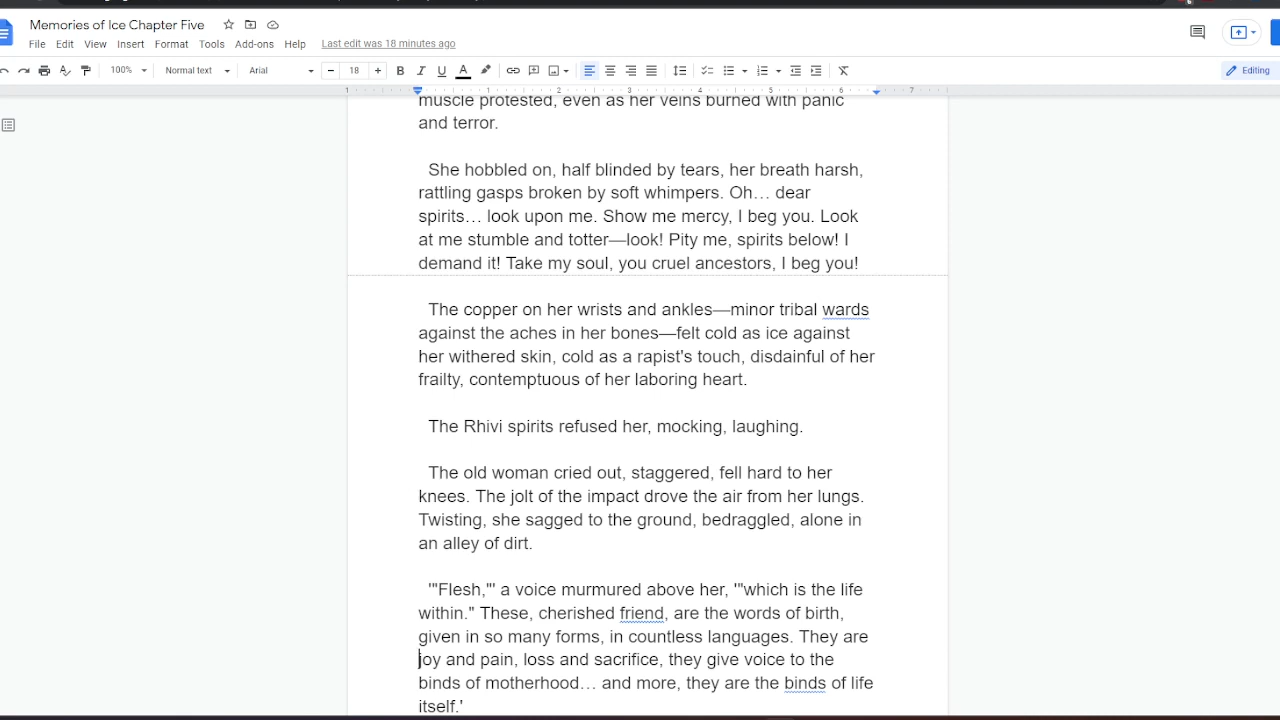 Memories of Ice Chapter Five
File Edit View Insert Format Tools Add-ons Help Last edit was 18 minutes ago
100% Normal text Arial 18 Editing
1 1 2 3 4 5 6 7
muscle protested, even as her veins burned with panic
and terror.
She hobbled on, half blinded by tears, her breath harsh,
rattling gasps broken by soft whimpers. Oh… dear
spirits… look upon me. Show me mercy, I beg you. Look
at me stumble and totter—look! Pity me, spirits below! I
demand it! Take my soul, you cruel ancestors, I beg you!
The copper on her wrists and ankles—minor tribal wards
against the aches in her bones—felt cold as ice against
her withered skin, cold as a rapist's touch, disdainful of her
frailty, contemptuous of her laboring heart.
The Rhivi spirits refused her, mocking, laughing.
The old woman cried out, staggered, fell hard to her
knees. The jolt of the impact drove the air from her lungs.
Twisting, she sagged to the ground, bedraggled, alone in
an alley of dirt.
'"Flesh,"' a voice murmured above her, '"which is the life
within." These, cherished friend, are the words of birth,
given in so many forms, in countless languages. They are
joy and pain, loss and sacrifice, they give voice to the
binds of motherhood… and more, they are the binds of life
itself.'